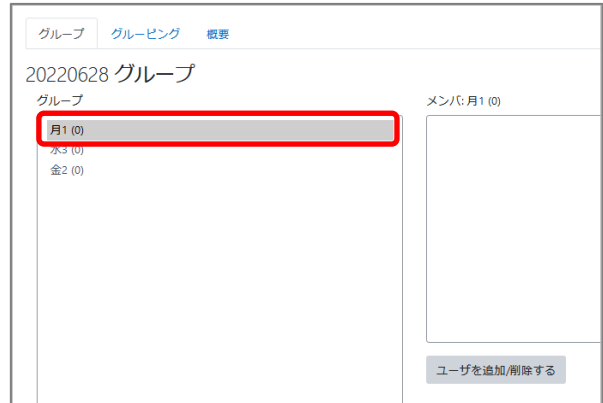 グループ グルーピング 概要
20220628 グループ
グループ
月1 (0)
水3 (0)
金2 (0)
メンバ: 月1 (0)
ユーザを追加/削除する